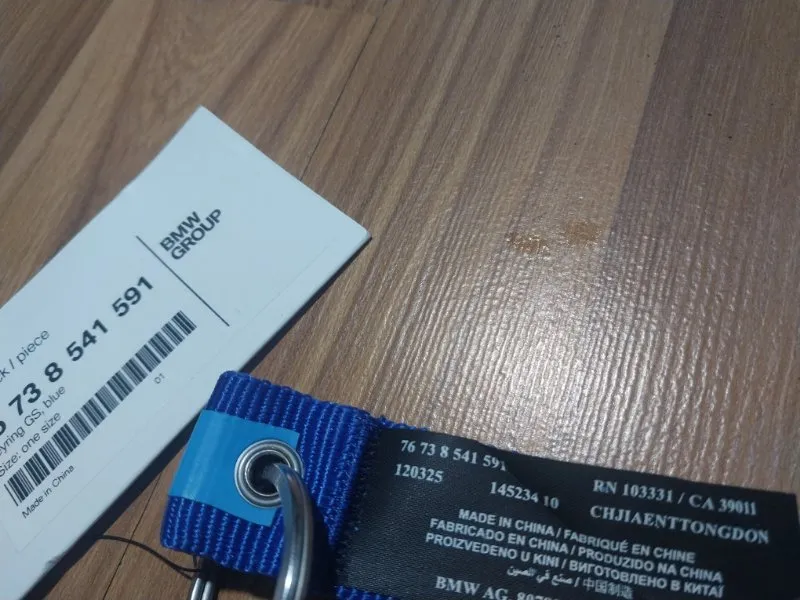 BMW
GROUP
/ piece
73 8 541 591
GS, blue
Size: one size
01
Made in China
76 73 8 541 591
120325
145234 10
RN 103331 / CA 39011
CHJIAENTTONGDON
MADE IN CHINA / FABRIQUÉ EN CHINE
FABRICADO EN CHINA / PRODUZIDO NA CHINA
PROIZVEDENO U KINI / ВИГОТОВЛЕНО В КИТАЇ
صنع في الصين / 中国制造
BMW AG,